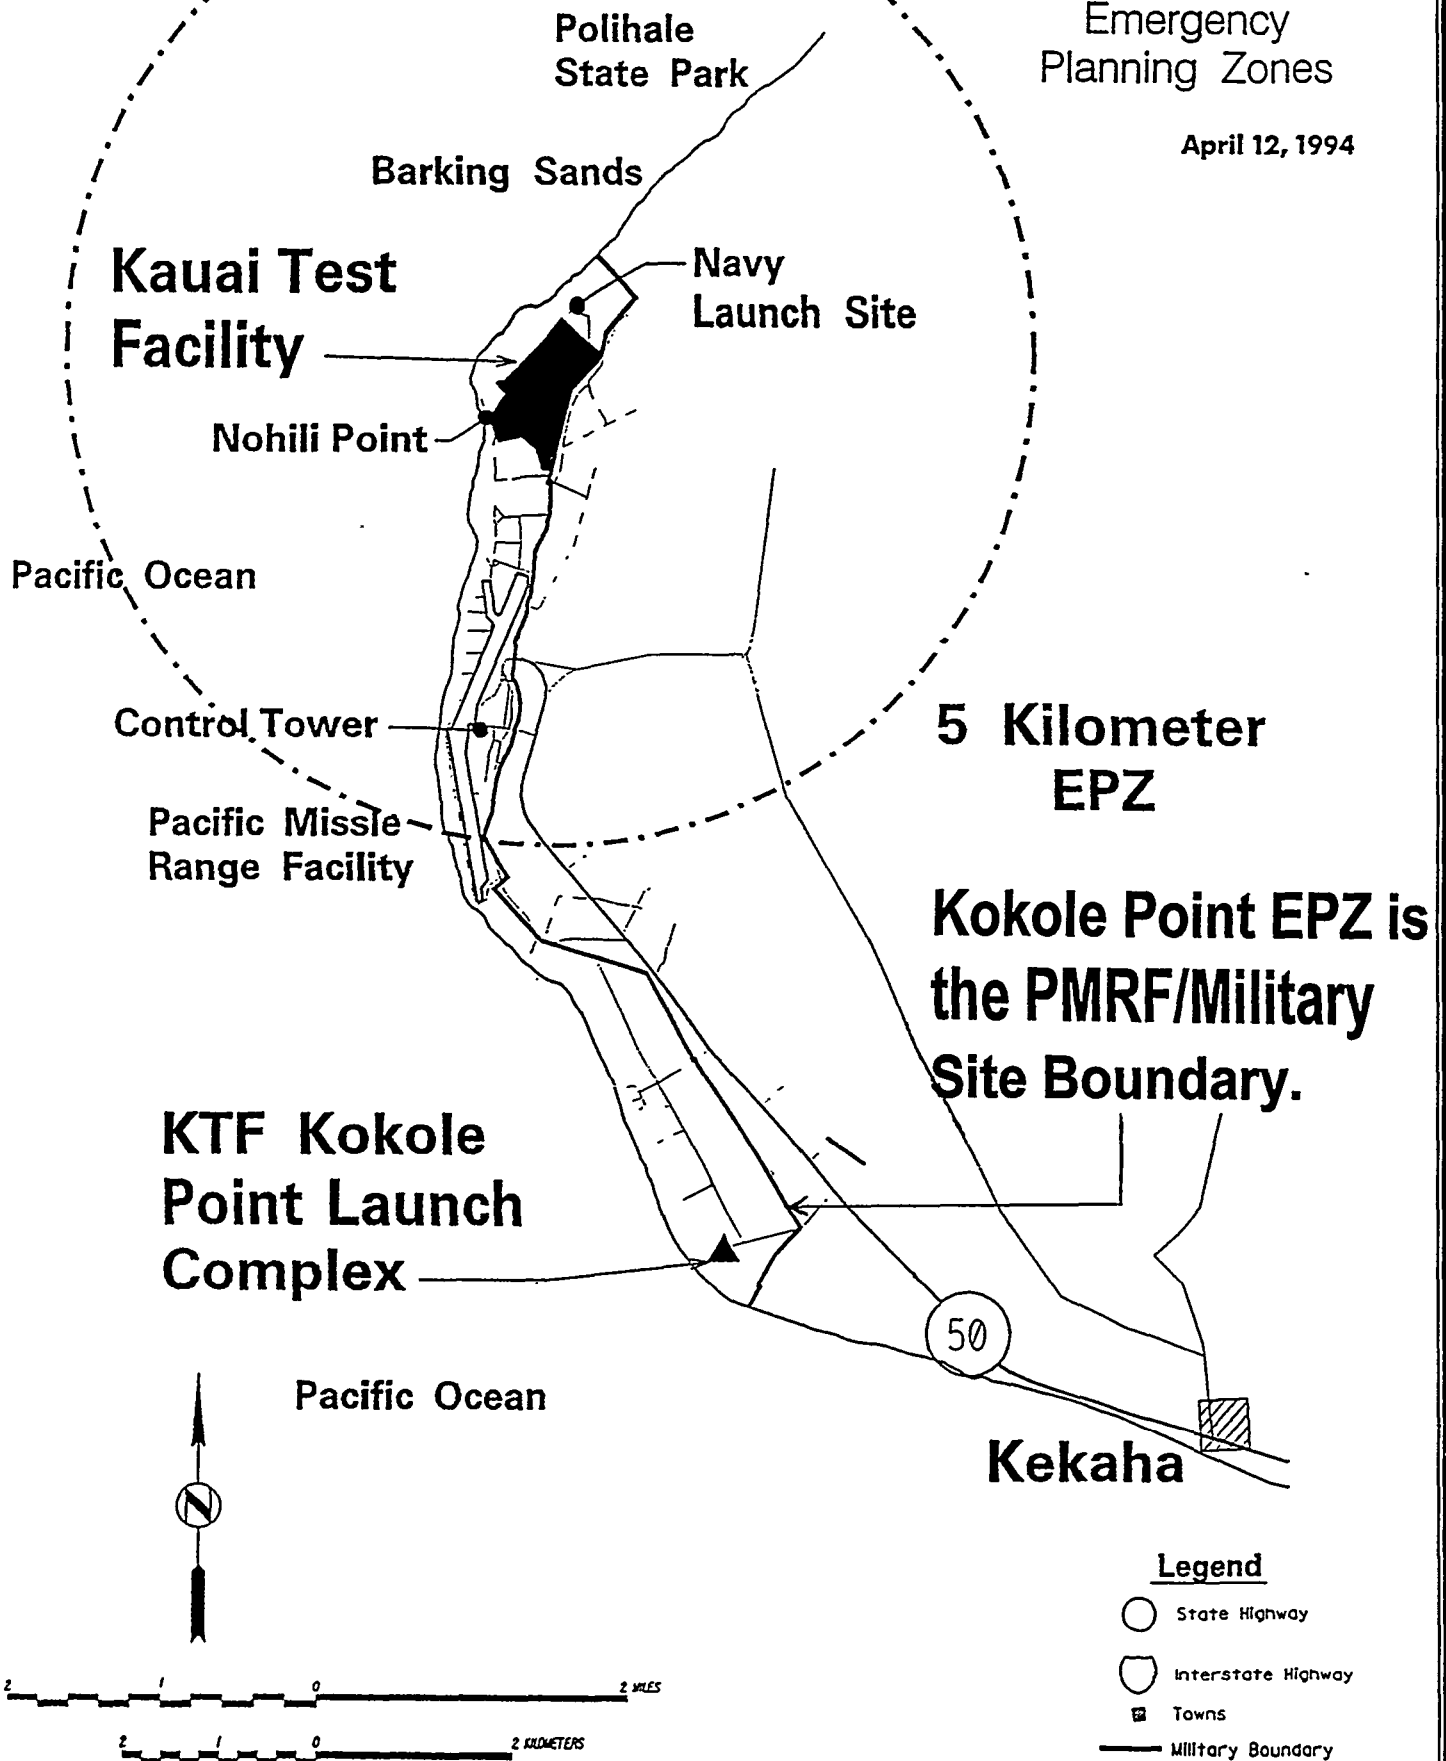 Emergency
Planning Zones
April 12, 1994
Polihale
State Park
Barking Sands
Kauai Test
Facility
Navy
Launch Site
Nohili Point
Pacific Ocean
Control Tower
5 Kilometer
EPZ
Pacific Missle
Range Facility
Kokole Point EPZ is
the PMRF/Military
Site Boundary.
KTF Kokole
Point Launch
Complex
50
Pacific Ocean
Kekaha
N
Legend
State Highway
Interstate Highway
Towns
Military Boundary
2 1 0 2 MILES
2 1 0 2 KILOMETERS